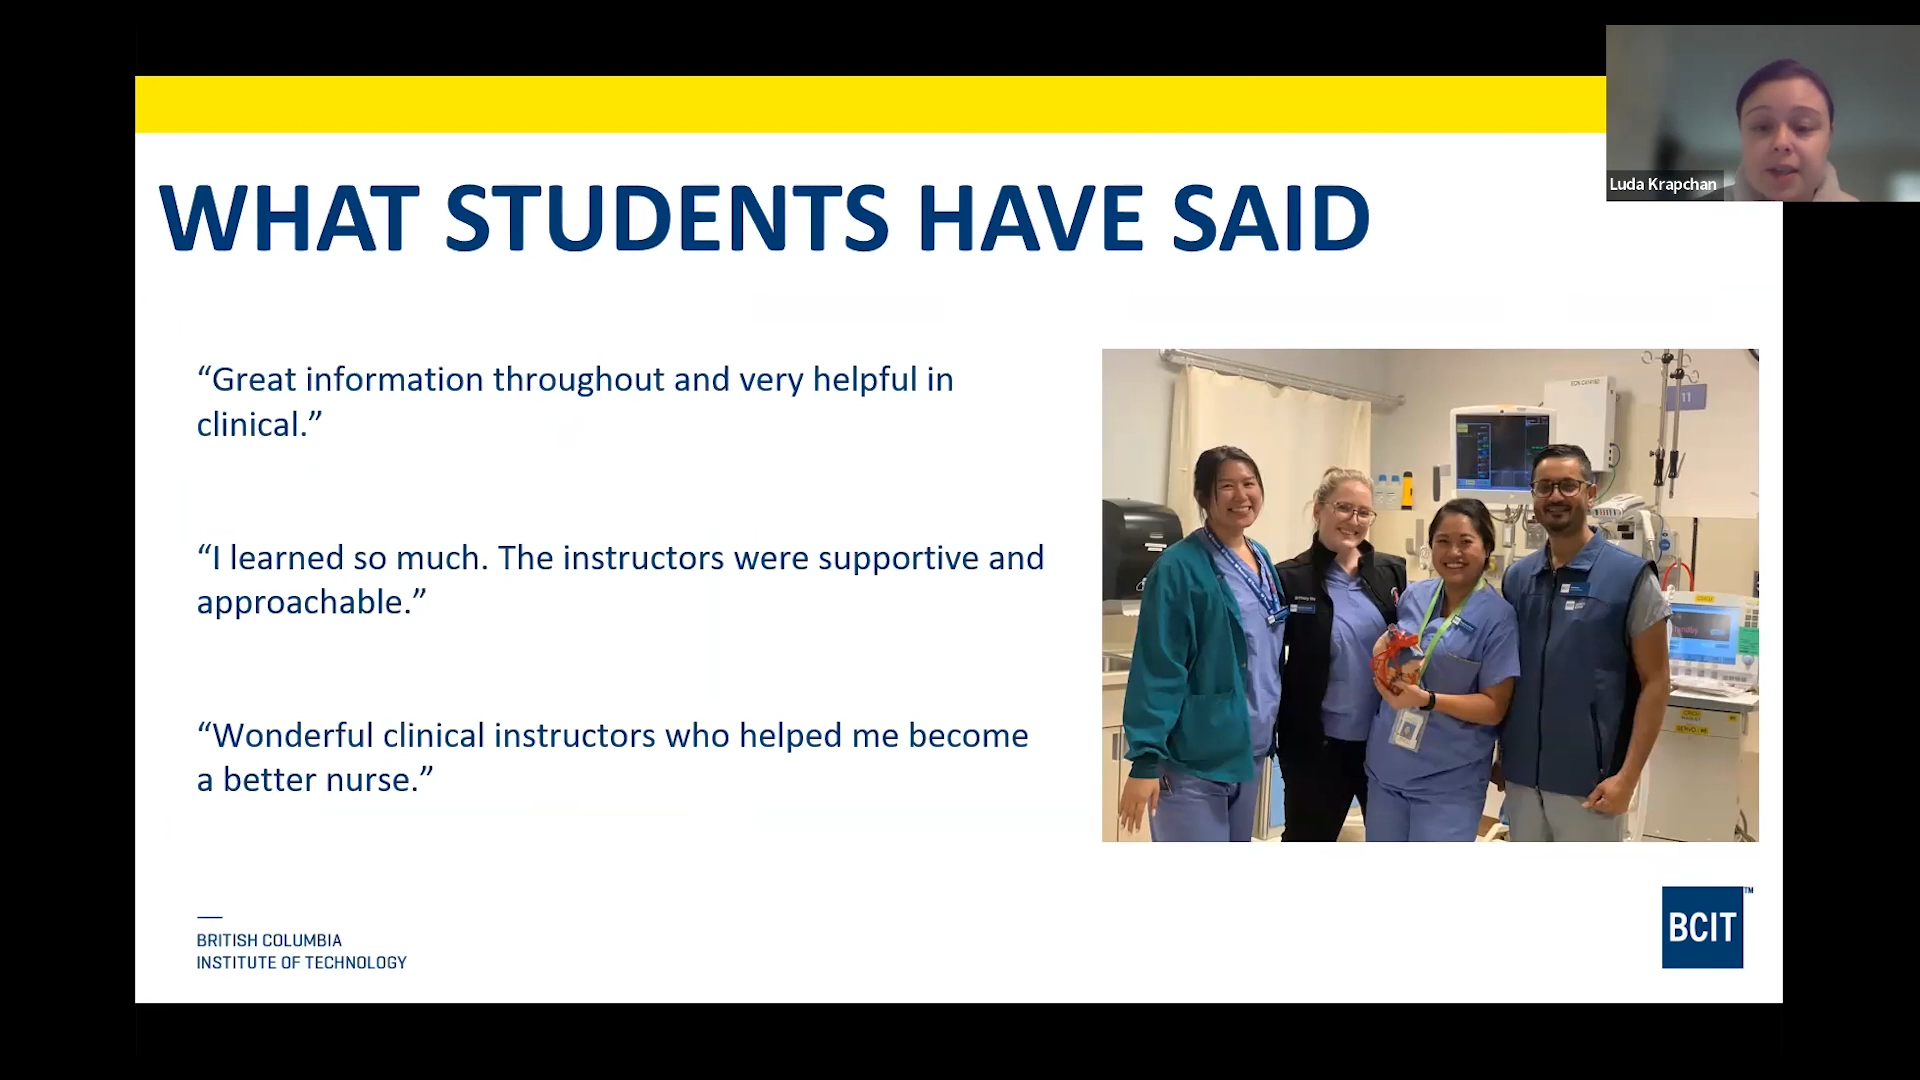 Luda Krapchan
WHAT STUDENTS HAVE SAID
“Great information throughout and very helpful in
clinical.”
“I learned so much. The instructors were supportive and
approachable.”
“Wonderful clinical instructors who helped me become
a better nurse.”
11
BRITISH COLUMBIA
INSTITUTE OF TECHNOLOGY
BCIT
TM